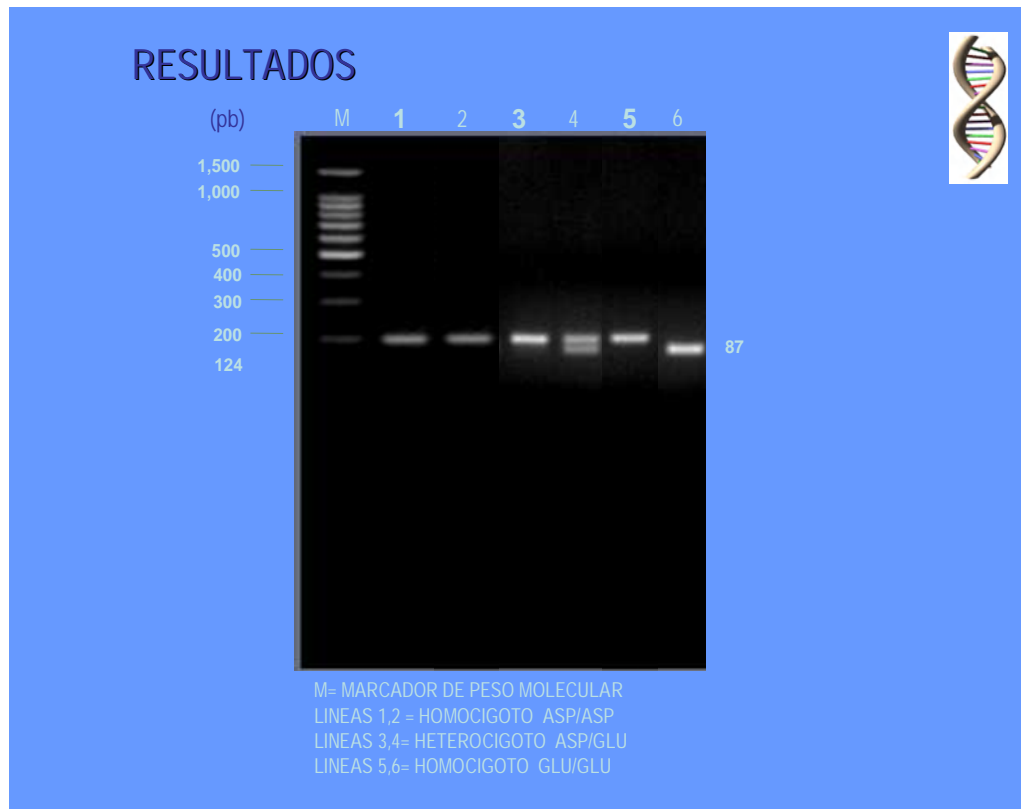 RESULTADOS
(pb) M 1 2 3 4 5 6
1,500
1,000
500
400
300
200
87
124
M= MARCADOR DE PESO MOLECULAR
LINEAS 1,2 = HOMOCIGOTO ASP/ASP
LINEAS 3,4= HETEROCIGOTO ASP/GLU
LINEAS 5,6= HOMOCIGOTO GLU/GLU